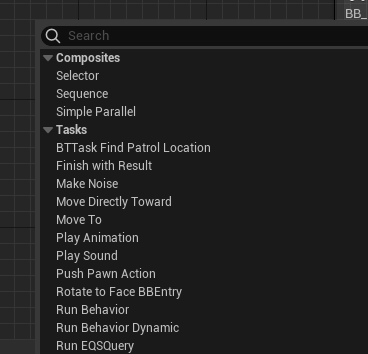 BB_
Search
Composites
Selector
Sequence
Simple Parallel
Tasks
BTTask Find Patrol Location
Finish with Result
Make Noise
Move Directly Toward
Move To
Play Animation
Play Sound
Push Pawn Action
Rotate to Face BBEntry
Run Behavior
Run Behavior Dynamic
Run EQSQuery